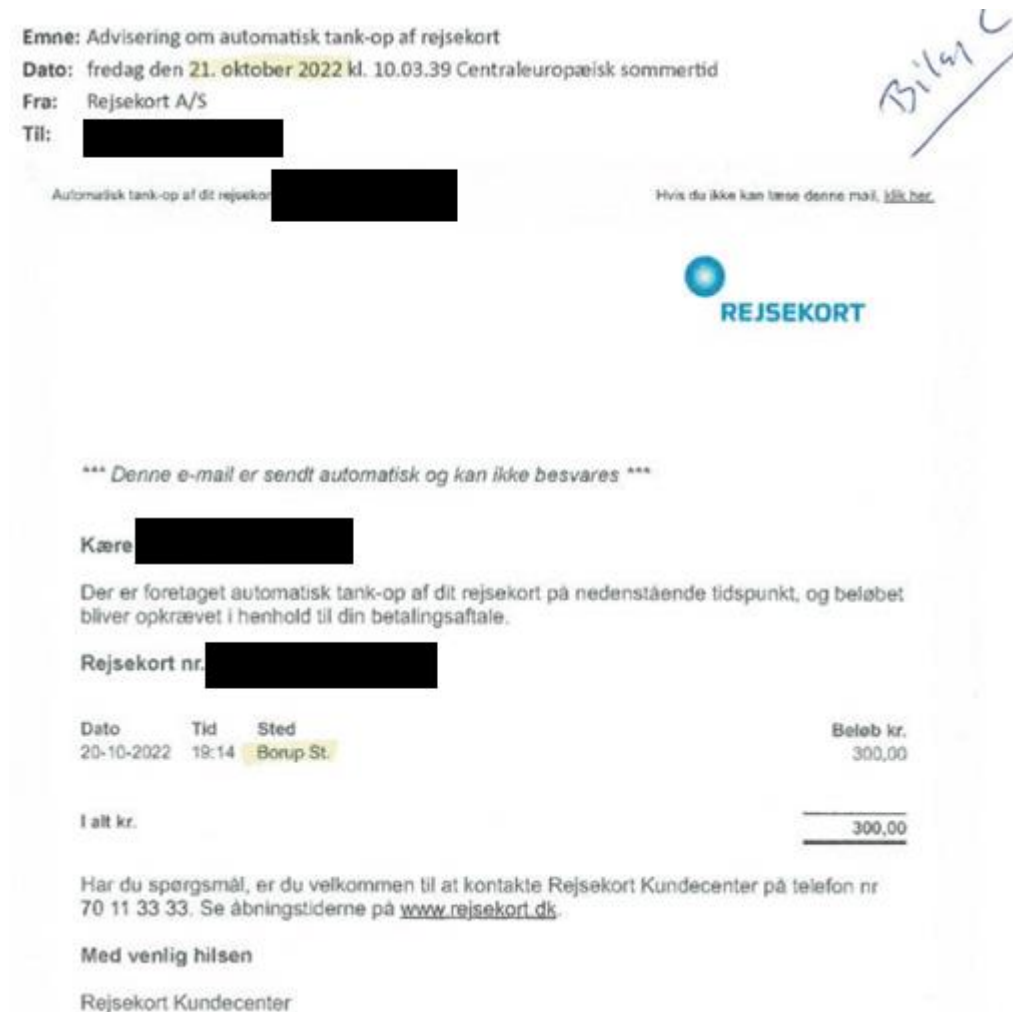 Emne: Advisering om automatisk tank-op af rejsekort
Dato: fredag den 21. oktober 2022 kl. 10.03.39 Centraleuropæisk sommertid
Fra: Rejsekort A/S
Til:
Bilag C
Automatisk tank-op af dit rejsekor
Hvis du ikke kan læse denne mail, klik her.
REJSEKORT
*** Denne e-mail er sendt automatisk og kan ikke besvares ***
Kære
Der er foretaget automatisk tank-op af dit rejsekort på nedenstående tidspunkt, og beløbet
bliver opkrævet i henhold til din betalingsaftale.
Rejsekort nr.
Dato Tid Sted Beløb kr.
20-10-2022 19:14 Borup St. 300,00
I alt kr. 300,00
Har du spørgsmål, er du velkommen til at kontakte Rejsekort Kundecenter på telefon nr
70 11 33 33. Se åbningstiderne på www.rejsekort.dk.
Med venlig hilsen
Rejsekort Kundecenter